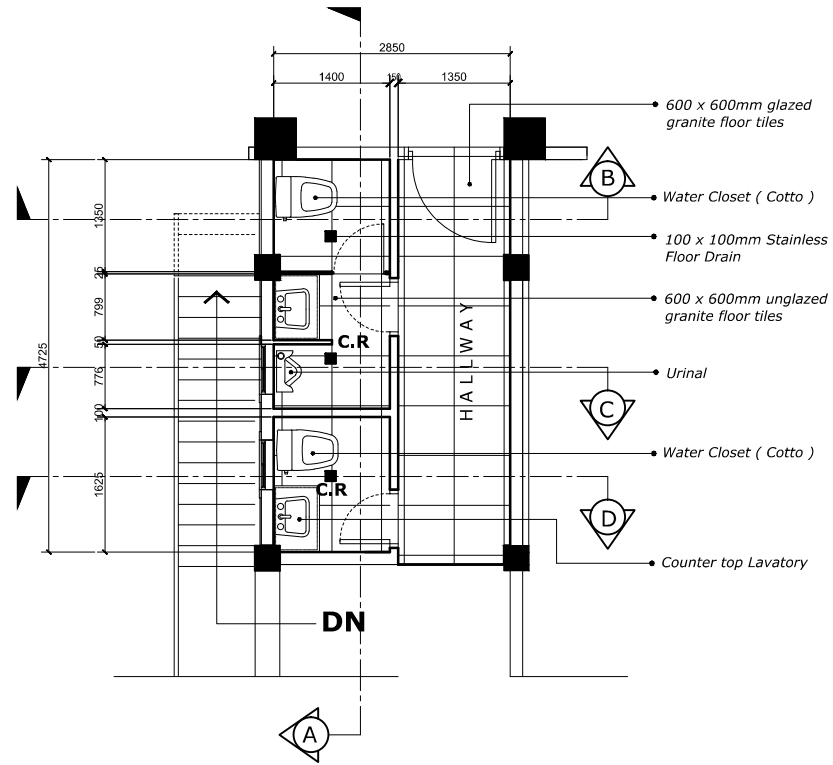 2850
1400
150
1350
600 x 600mm glazed
granite floor tiles
B
Water Closet ( Cotto )
1350
100 x 100mm Stainless
Floor Drain
25
600 x 600mm unglazed
granite floor tiles
799
50
C.R
HALLWAY
4725
776
Urinal
100
C
Water Closet ( Cotto )
1625
C.R
D
Counter top Lavatory
DN
A